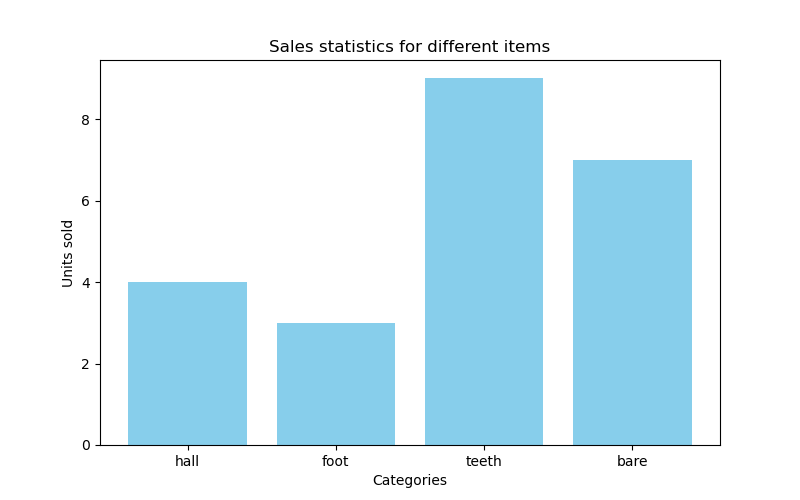 Sales statistics for different items
Units sold
8
6
4
2
0
hall foot teeth bare
Categories